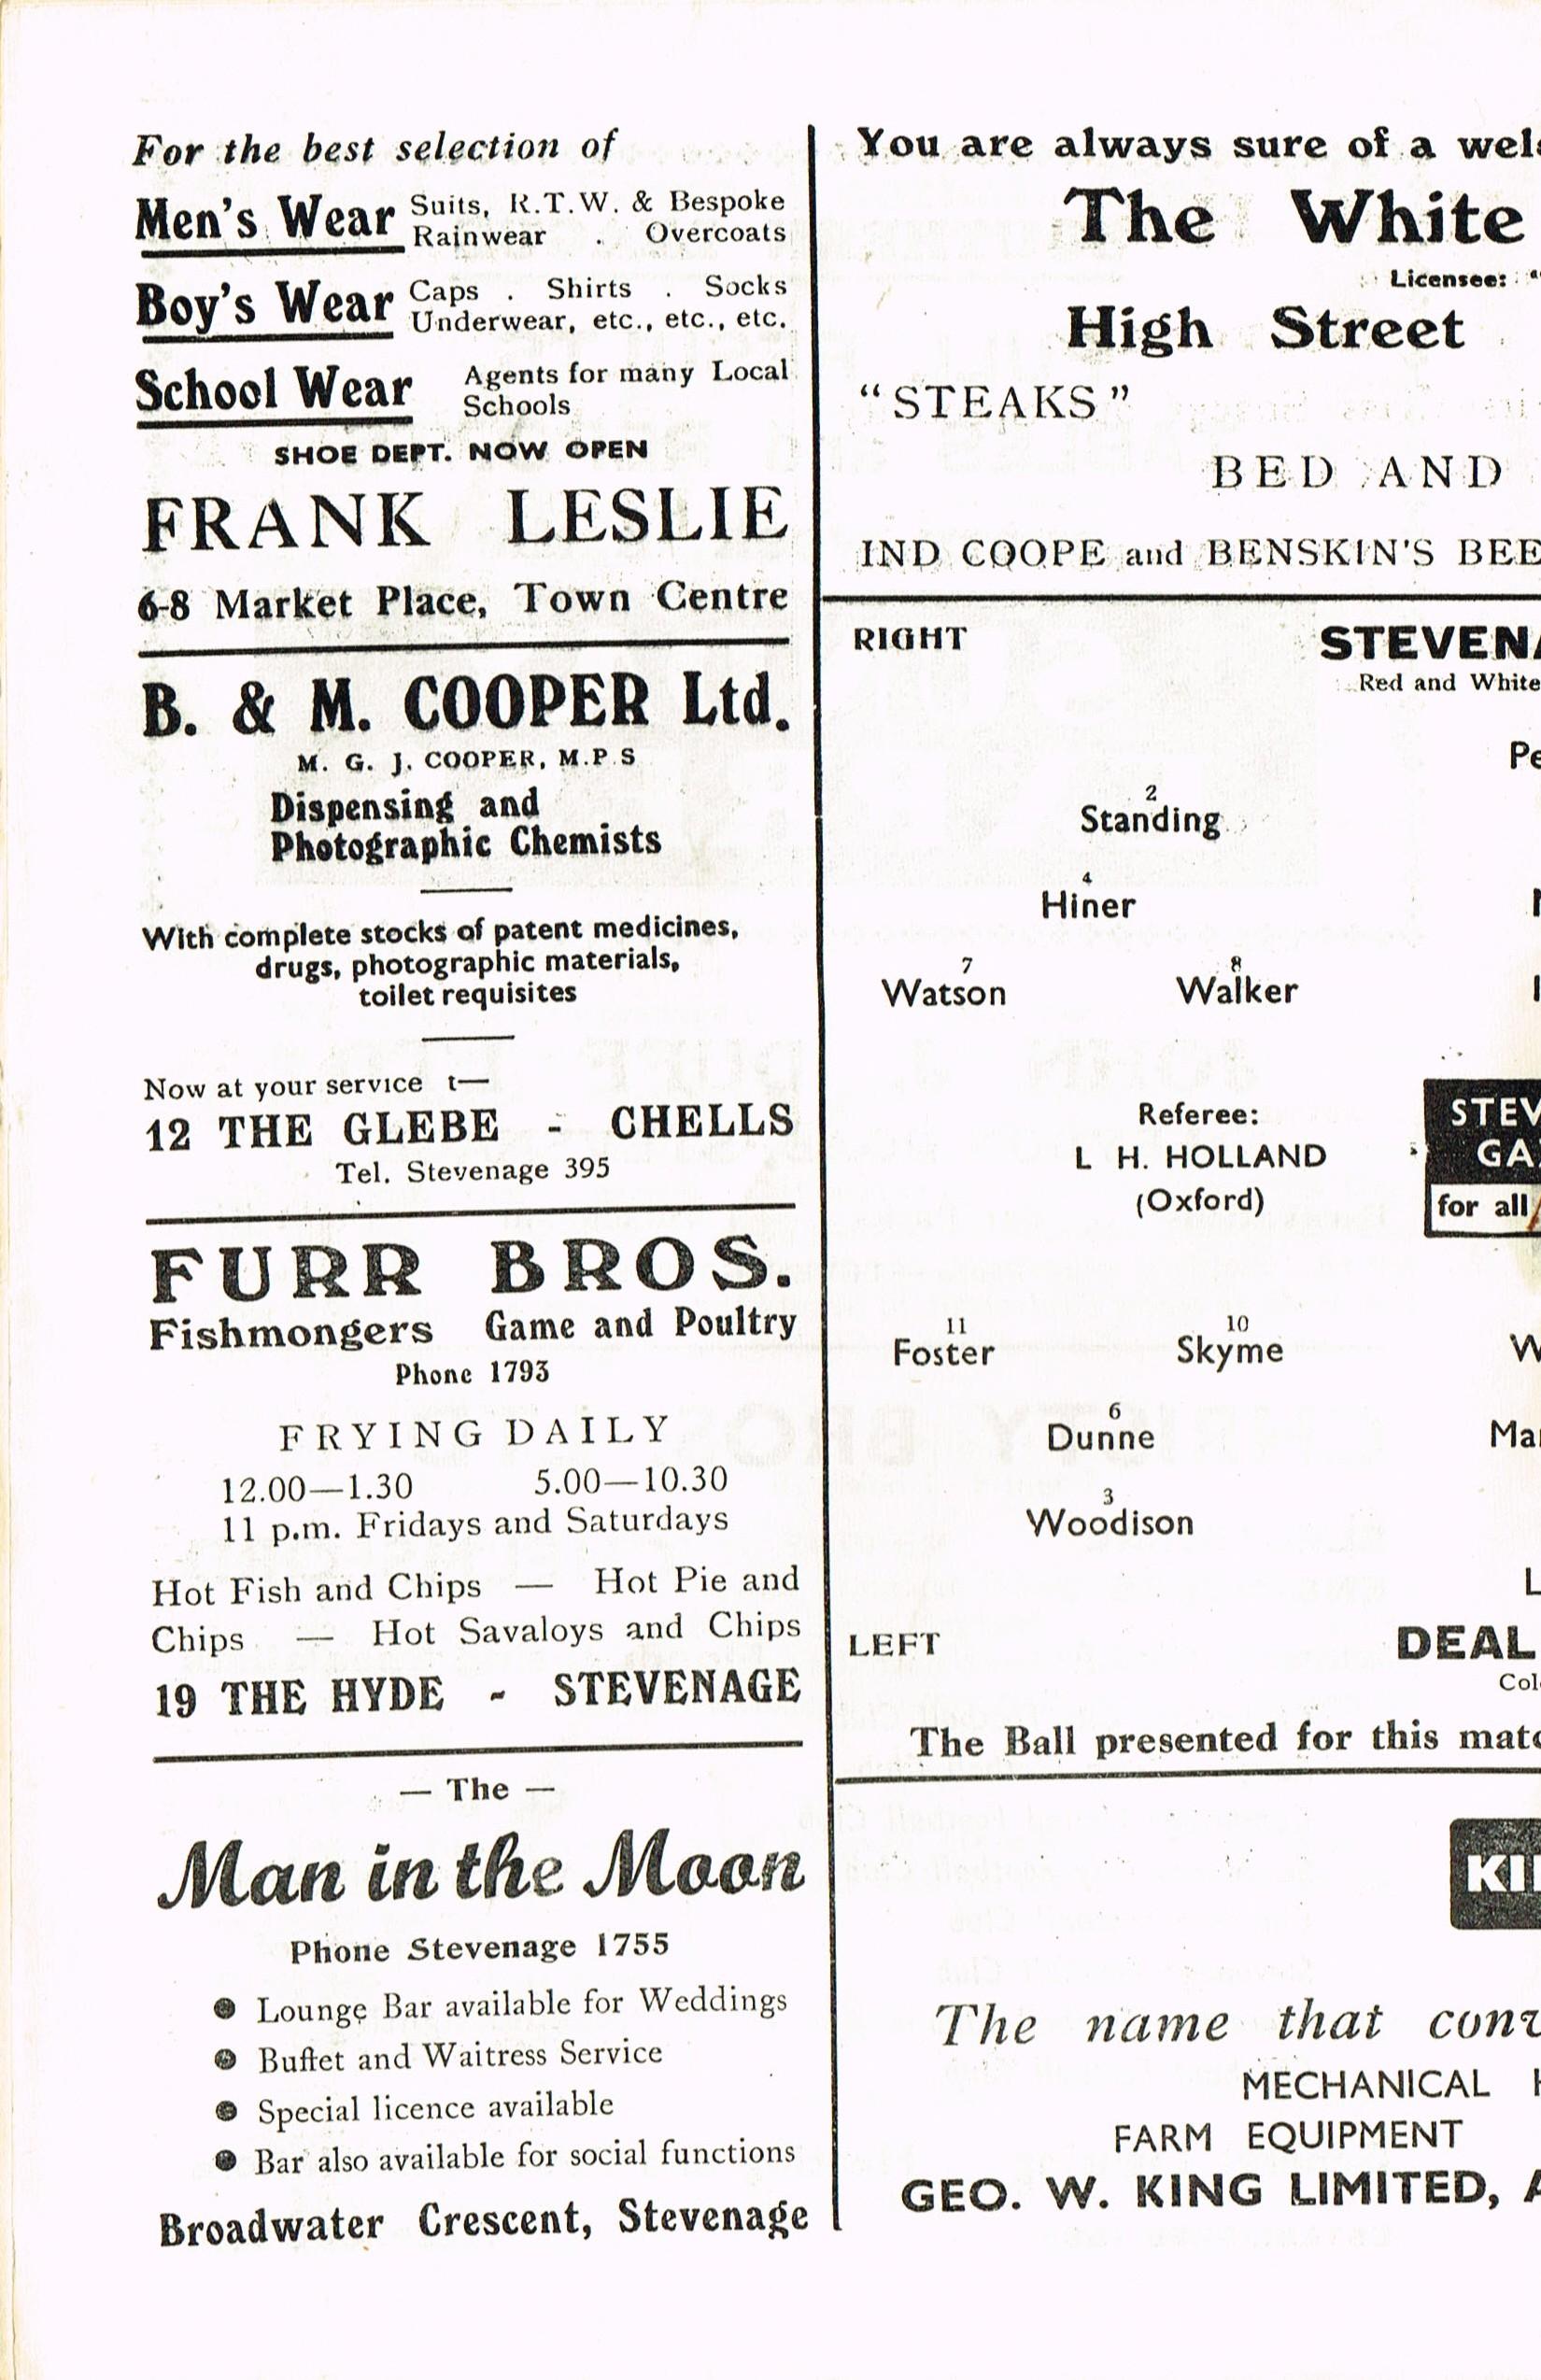 For the best selection of
Men's Wear Suits, R.T.W. & Bespoke
Rainwear . Overcoats
Boy's Wear Caps . Shirts . Socks
Underwear, etc., etc., etc.
School Wear Agents for many Local
Schools
SHOE DEPT. NOW OPEN
FRANK LESLIE
6-8 Market Place, Town Centre
B. & M. COOPER Ltd.
M. G. J. COOPER, M.P.S
Dispensing and
Photographic Chemists
With complete stocks of patent medicines,
drugs, photographic materials,
toilet requisites
Now at your service t—
12 THE GLEBE - CHELLS
Tel. Stevenage 395
FURR BROS.
Fishmongers Game and Poultry
Phone 1793
FRYING DAILY
12.00—1.30 5.00—10.30
11 p.m. Fridays and Saturdays
Hot Fish and Chips — Hot Pie and
Chips — Hot Savaloys and Chips
19 THE HYDE - STEVENAGE
— The —
Man in the Moon
Phone Stevenage 1755
● Lounge Bar available for Weddings
● Buffet and Waitress Service
● Special licence available
● Bar also available for social functions
Broadwater Crescent, Stevenage
You are always sure of a wel
The White
Licensee: "
High Street
"STEAKS"
BED AND
IND COOPE and BENSKIN'S BEE
RIGHT STEVENA
Red and White
Pe
2
Standing
4
Hiner
7 8
Watson Walker
Referee:
L H. HOLLAND
(Oxford)
STEV
GA
for all
11 10
Foster Skyme W
6
Dunne Mar
3
Woodison
L
LEFT DEAL
Col
The Ball presented for this matc
KI
The name that conv
MECHANICAL H
FARM EQUIPMENT
GEO. W. KING LIMITED, A